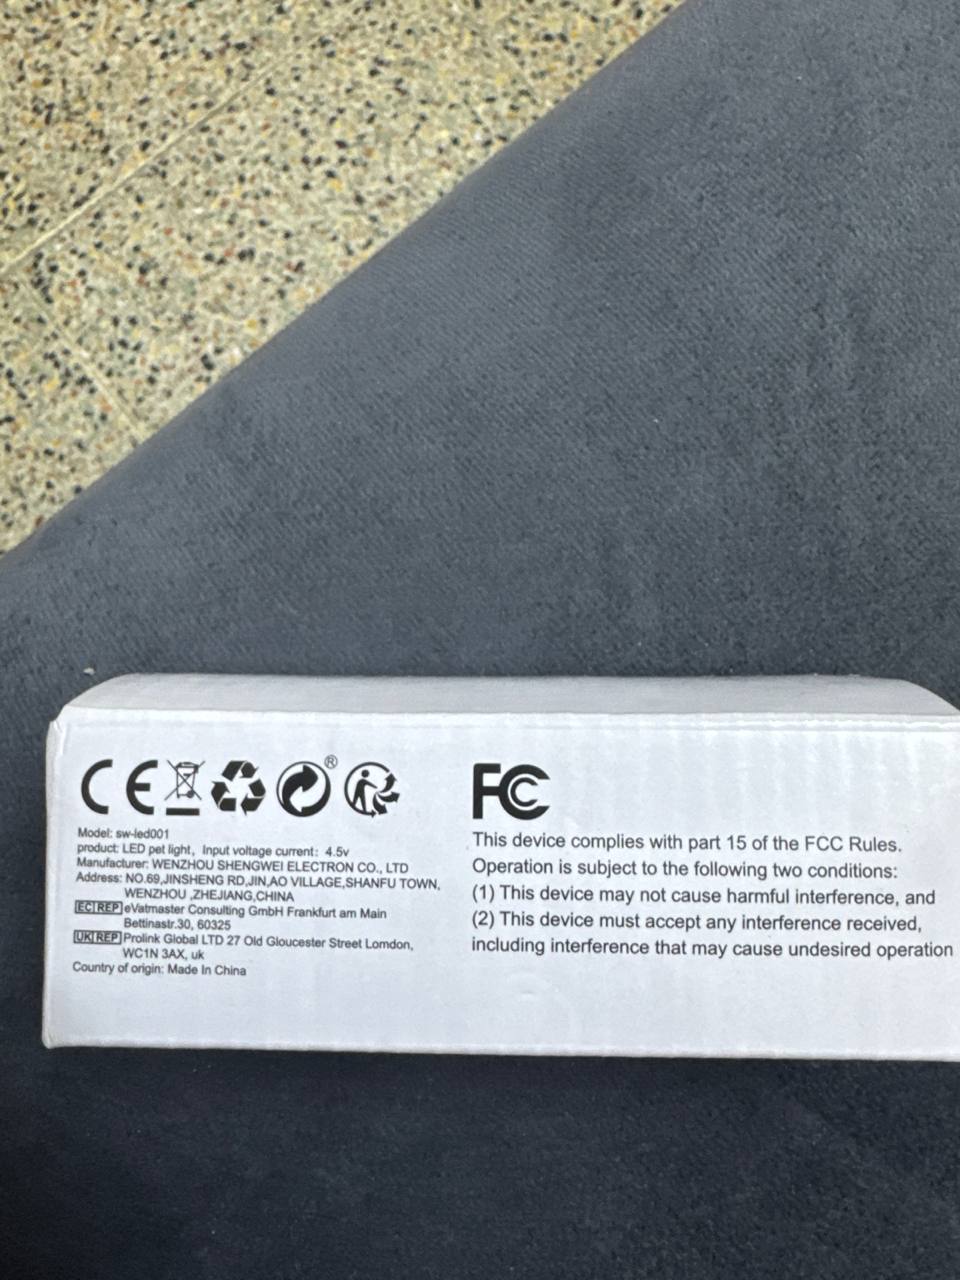 CE ®
Model: sw-led001
product: LED pet light, Input voltage current: 4.5v
Manufacturer: WENZHOU SHENGWEI ELECTRON CO., LTD
Address: NO.69,JINSHENG RD,JIN,AO VILLAGE,SHANFU TOWN,
WENZHOU ,ZHEJIANG,CHINA
EC REP eVatmaster Consulting GmbH Frankfurt am Main
Bettinastr.30, 60325
UK REP Prolink Global LTD 27 Old Gloucester Street Lomdon,
WC1N 3AX, uk
Country of origin: Made In China
FC
This device complies with part 15 of the FCC Rules.
Operation is subject to the following two conditions:
(1) This device may not cause harmful interference, and
(2) This device must accept any interference received,
including interference that may cause undesired operation